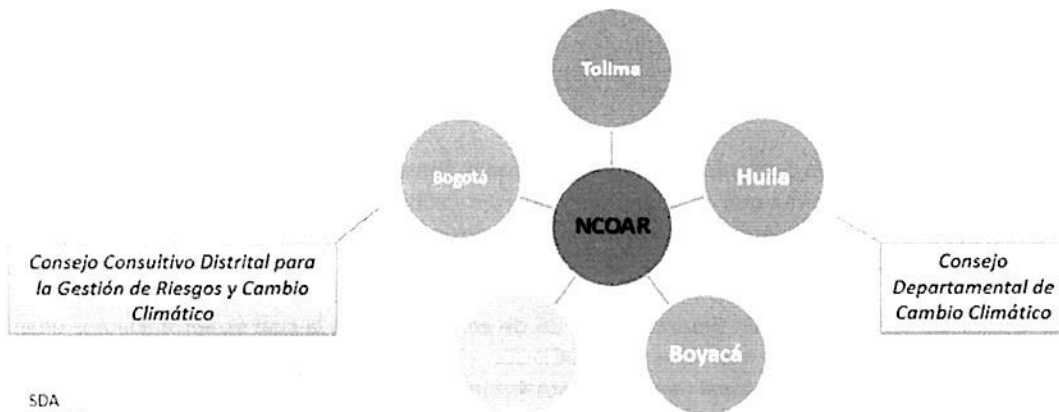 Tolima
Bogotá
Huila
NCOAR
Consejo Consultivo Distrital para
la Gestión de Riesgos y Cambio
Climático
Consejo
Departamental de
Cambio Climático
Boyacá
SDA